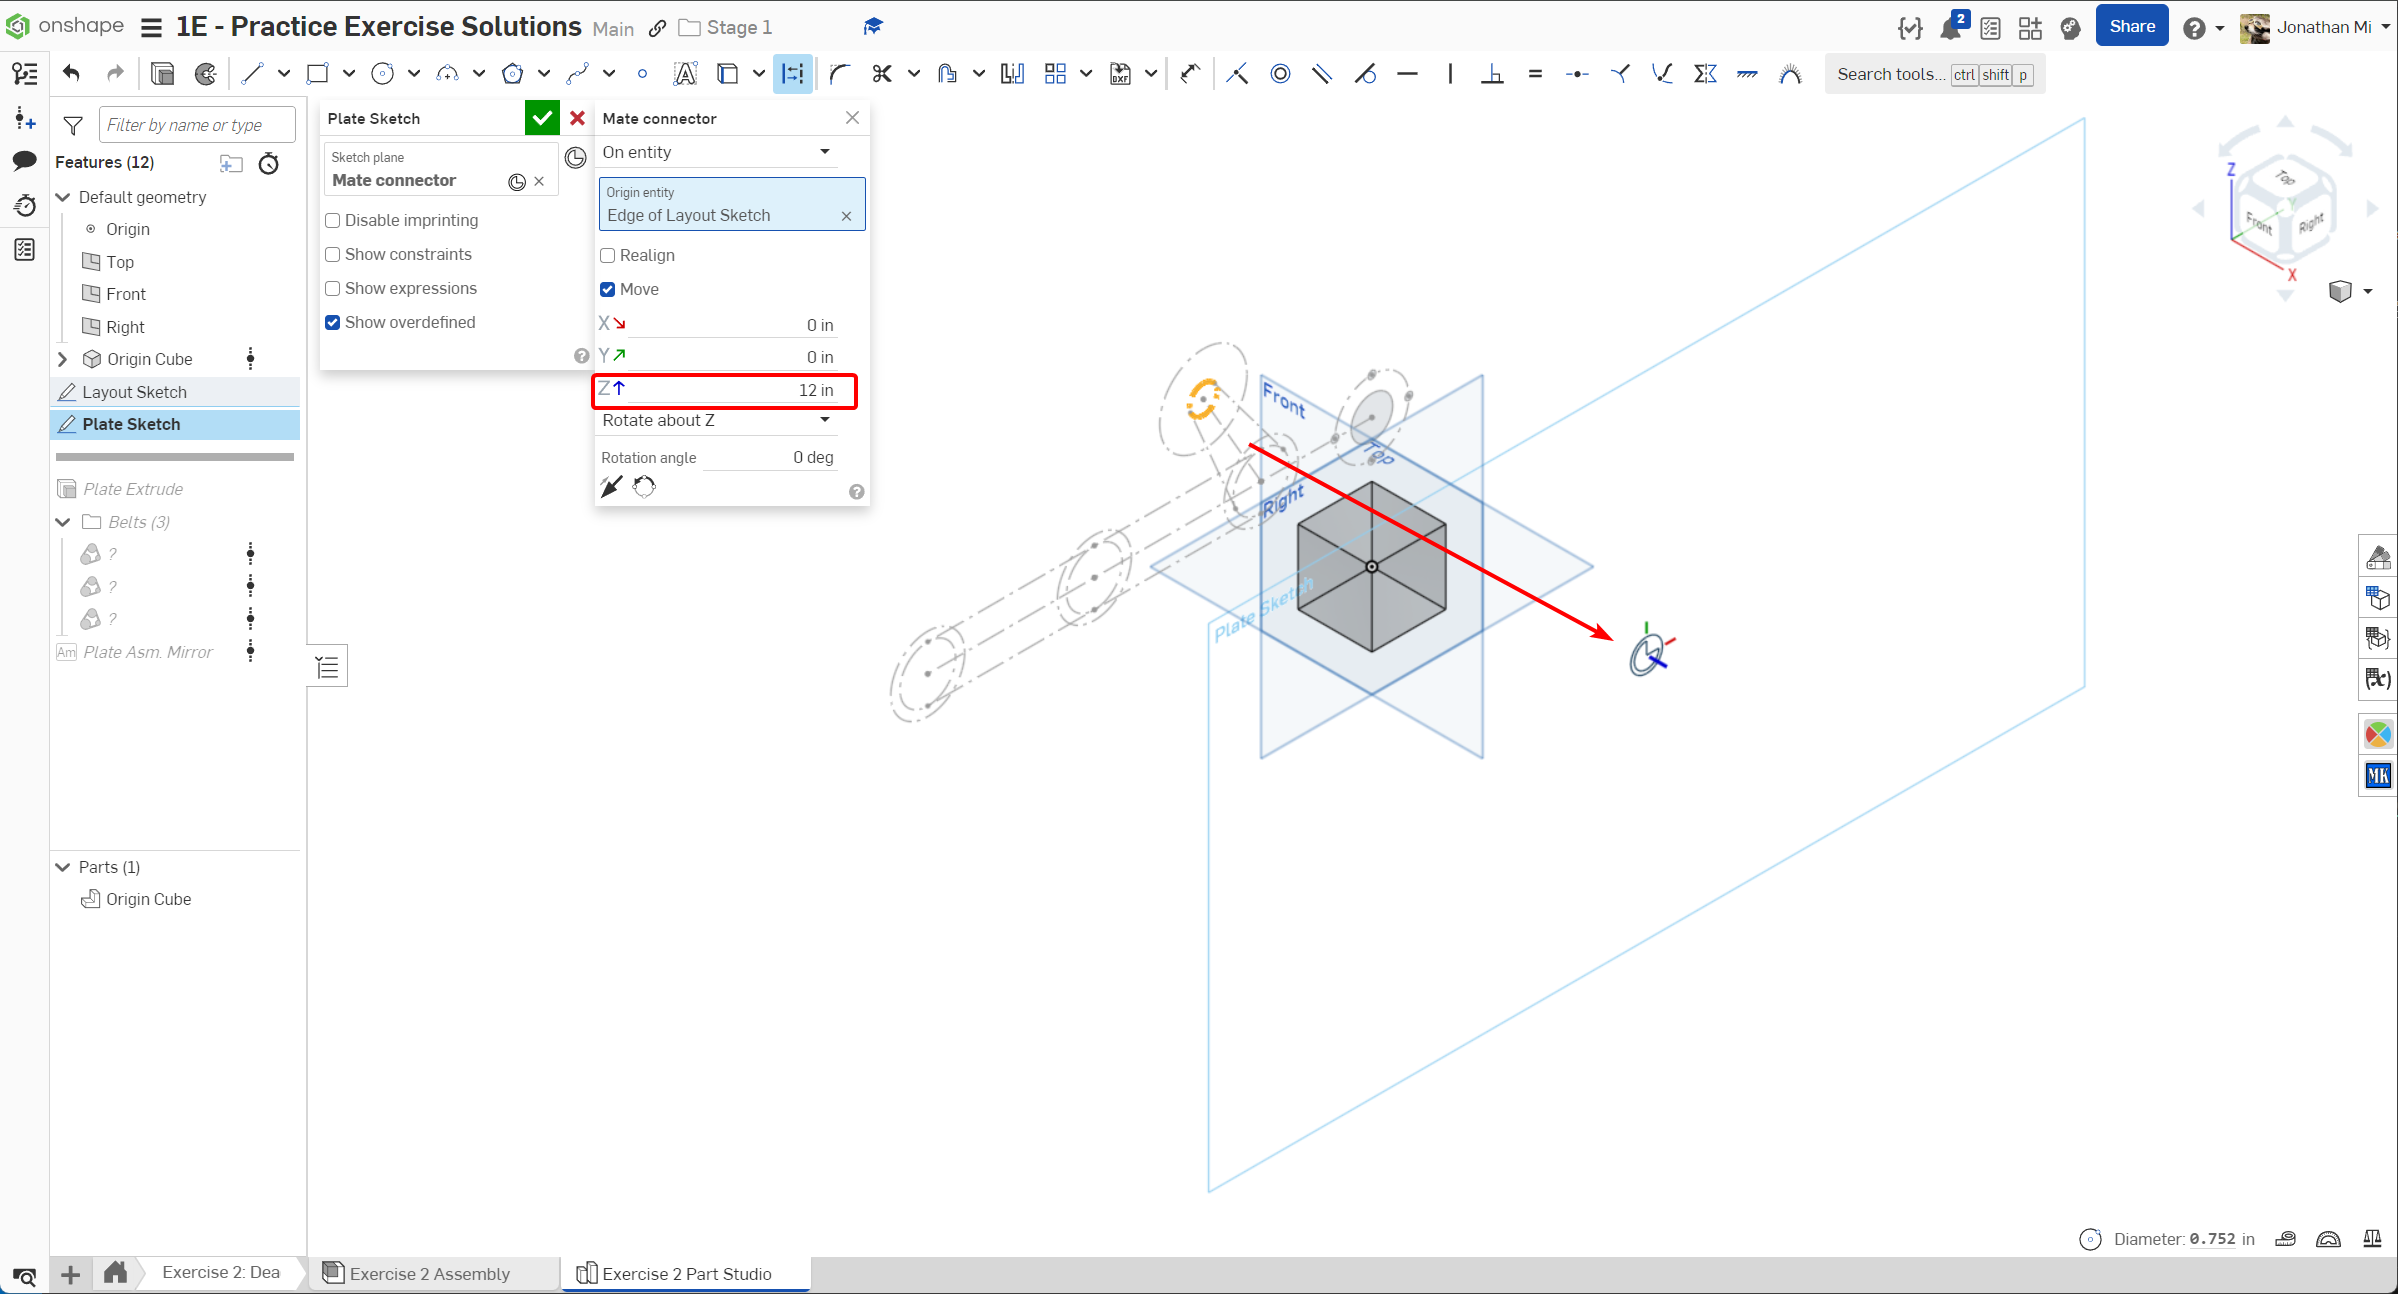 onshape
1E - Practice Exercise Solutions Main Stage 1
2
Share
Jonathan Mi
Search tools... ctrl shift p
Filter by name or type
Features (12)
Default geometry
Origin
Top
Front
Right
Origin Cube
Layout Sketch
Plate Sketch
Plate Extrude
Belts (3)
?
?
?
Am Plate Asm. Mirror
Parts (1)
Origin Cube
Plate Sketch
Sketch plane
Mate connector
Disable imprinting
Show constraints
Show expressions
Show overdefined
Mate connector
On entity
Origin entity
Edge of Layout Sketch
Realign
Move
X 0 in
Y 0 in
Z 12 in
Rotate about Z
Rotation angle 0 deg
Front
Top
Right
Plate Sketch
Z
Top
Front
Right
Y
X
DXF
MK
Diameter: 0.752 in
Exercise 2: Dea
Exercise 2 Assembly
Exercise 2 Part Studio